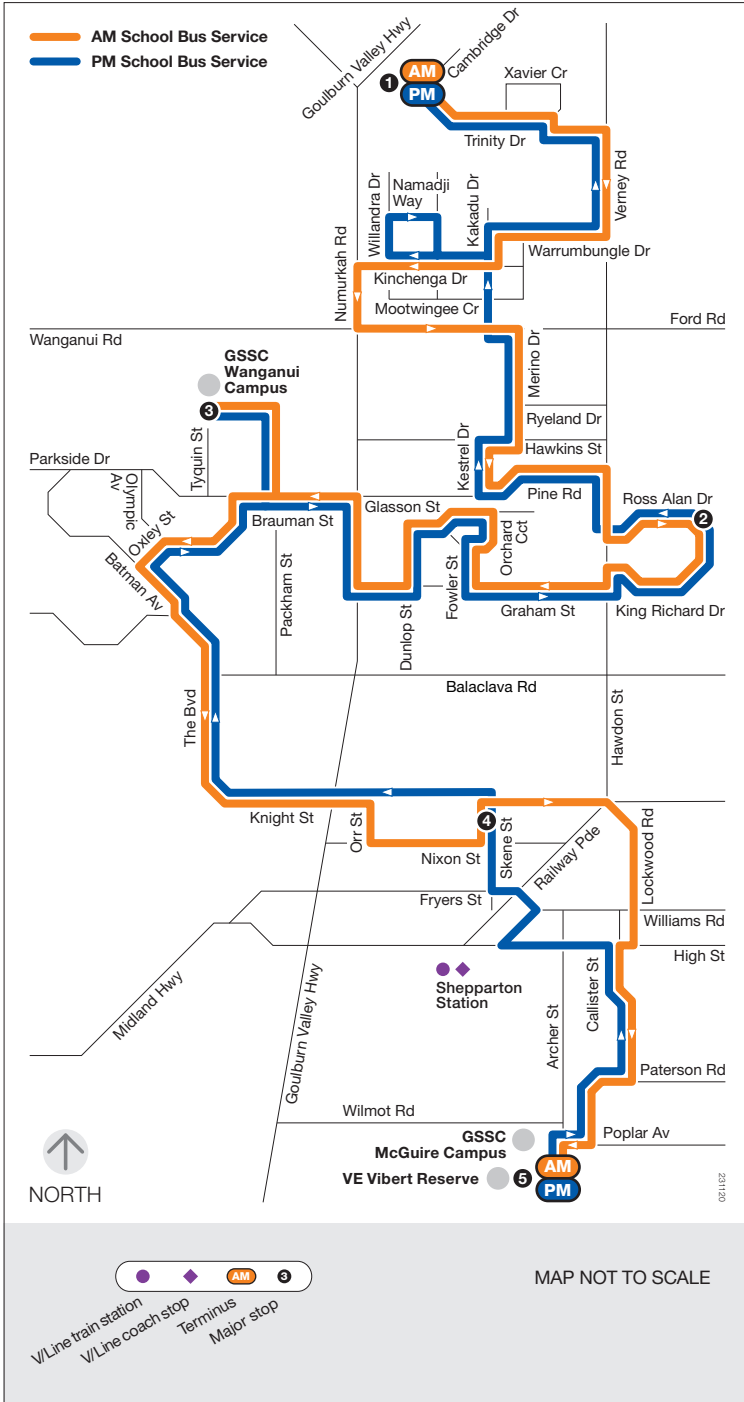 AM School Bus Service
PM School Bus Service
Goulburn Valley Hwy
Cambridge Dr
1
AM
PM
Xavier Cr
Trinity Dr
Verney Rd
Willandra Dr
Namadji
Way
Kakadu Dr
Warrumbungle Dr
Numurkah Rd
Kinchenga Dr
Mootwingee Cr
Ford Rd
Wanganui Rd
Merino Dr
GSSC
Wanganui
Campus
3
Ryeland Dr
Hawkins St
Kestrel Dr
Tyquin St
Parkside Dr
Olympic
Av
Pine Rd
Ross Alan Dr
2
Glasson St
Brauman St
Oxley St
Orchard
Cct
Batman Av
Packham St
Fowler St
Dunlop St
Graham St
King Richard Dr
Balaclava Rd
The Bvd
Hawdon St
Knight St
Orr St
4
Nixon St
Skene St
Railway Pde
Lockwood Rd
Fryers St
Williams Rd
High St
Midland Hwy
Shepparton
Station
Callister St
Archer St
Goulburn Valley Hwy
Paterson Rd
Wilmot Rd
Poplar Av
GSSC
McGuire Campus
VE Vibert Reserve
5
AM
PM
NORTH
231120
V/Line train station
V/Line coach stop
AM
Terminus
3
Major stop
MAP NOT TO SCALE